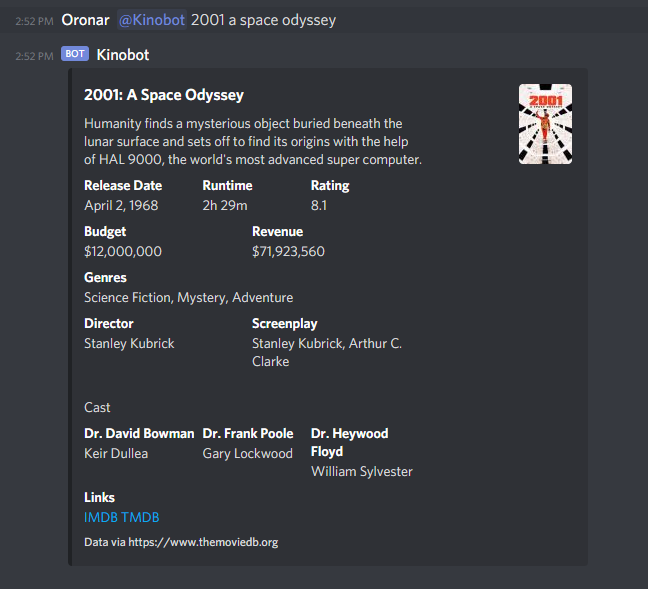 2:52 PM Oronar @Kinobot 2001 a space odyssey
2:52 PM BOT Kinobot
2001: A Space Odyssey
2001
Humanity finds a mysterious object buried beneath the
lunar surface and sets off to find its origins with the help
of HAL 9000, the world's most advanced super computer.
Release Date Runtime Rating
April 2, 1968 2h 29m 8.1
Budget Revenue
$12,000,000 $71,923,560
Genres
Science Fiction, Mystery, Adventure
Director Screenplay
Stanley Kubrick Stanley Kubrick, Arthur C.
Clarke
Cast
Dr. David Bowman Dr. Frank Poole Dr. Heywood
Floyd
Keir Dullea Gary Lockwood
William Sylvester
Links
IMDB TMDB
Data via https://www.themoviedb.org